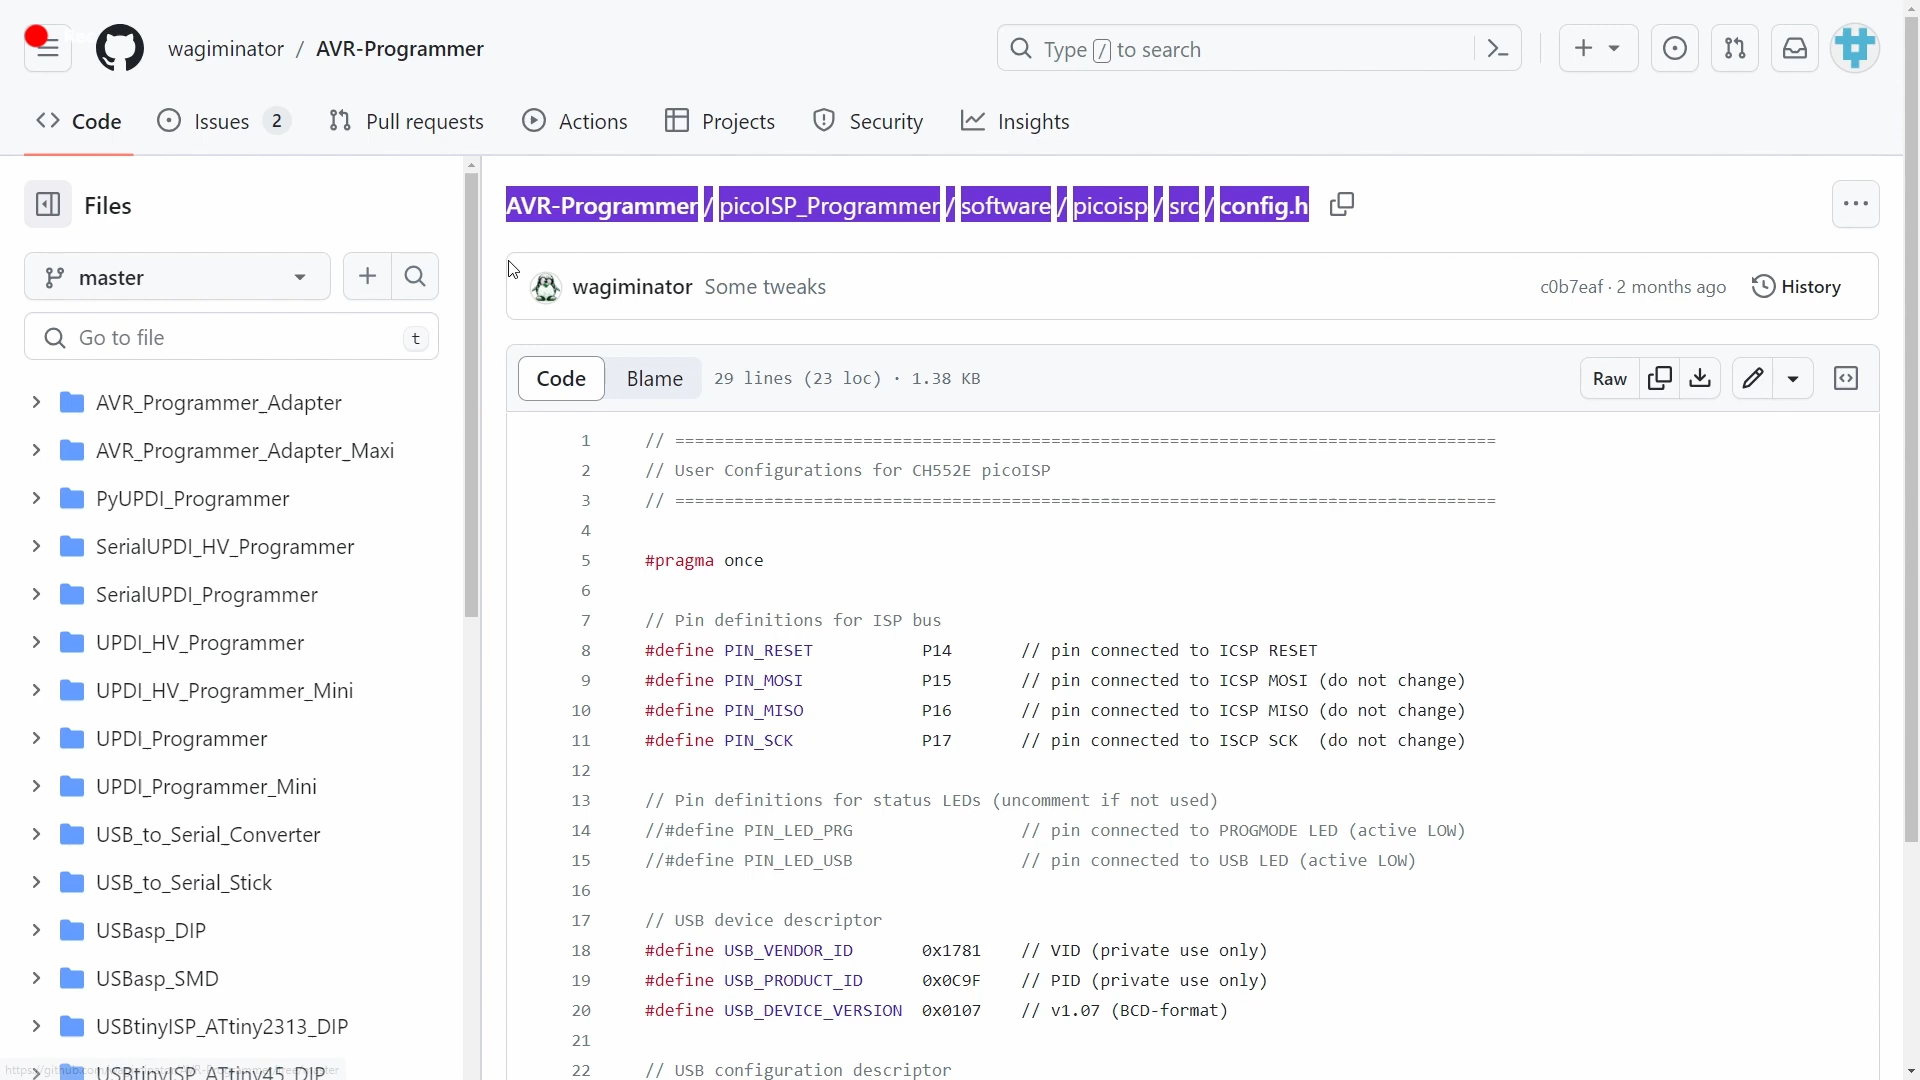 wagiminator / AVR-Programmer
Type / to search
Code
Issues 2
Pull requests
Actions
Projects
Security
Insights
Files
master
Go to file
t
AVR_Programmer_Adapter
AVR_Programmer_Adapter_Maxi
PyUPDI_Programmer
SerialUPDI_HV_Programmer
SerialUPDI_Programmer
UPDI_HV_Programmer
UPDI_HV_Programmer_Mini
UPDI_Programmer
UPDI_Programmer_Mini
USB_to_Serial_Converter
USB_to_Serial_Stick
USBasp_DIP
USBasp_SMD
USBtinyISP_ATtiny2313_DIP
USBtinyISP_ATtiny45_DIP
AVR-Programmer / picoISP_Programmer / software / picoisp / src / config.h
wagiminator Some tweaks
c0b7eaf · 2 months ago
History
Code Blame 29 lines (23 loc) · 1.38 KB
Raw
1 // ===================================================================================
2 // User Configurations for CH552E picoISP
3 // ===================================================================================
4
5 #pragma once
6
7 // Pin definitions for ISP bus
8 #define PIN_RESET P14 // pin connected to ICSP RESET
9 #define PIN_MOSI P15 // pin connected to ICSP MOSI (do not change)
10 #define PIN_MISO P16 // pin connected to ICSP MISO (do not change)
11 #define PIN_SCK P17 // pin connected to ISCP SCK (do not change)
12
13 // Pin definitions for status LEDs (uncomment if not used)
14 //#define PIN_LED_PRG // pin connected to PROGMODE LED (active LOW)
15 //#define PIN_LED_USB // pin connected to USB LED (active LOW)
16
17 // USB device descriptor
18 #define USB_VENDOR_ID 0x1781 // VID (private use only)
19 #define USB_PRODUCT_ID 0x0C9F // PID (private use only)
20 #define USB_DEVICE_VERSION 0x0107 // v1.07 (BCD-format)
21
22 // USB configuration descriptor